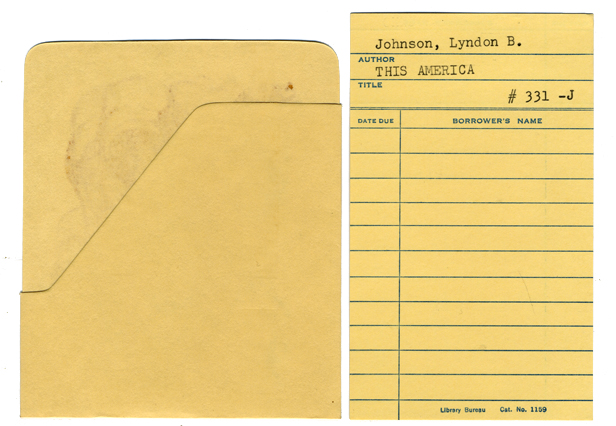 Johnson, Lyndon B.
AUTHOR
THIS AMERICA
TITLE
# 331 -J
DATE DUE BORROWER'S NAME
Library Bureau Cat. No. 1159